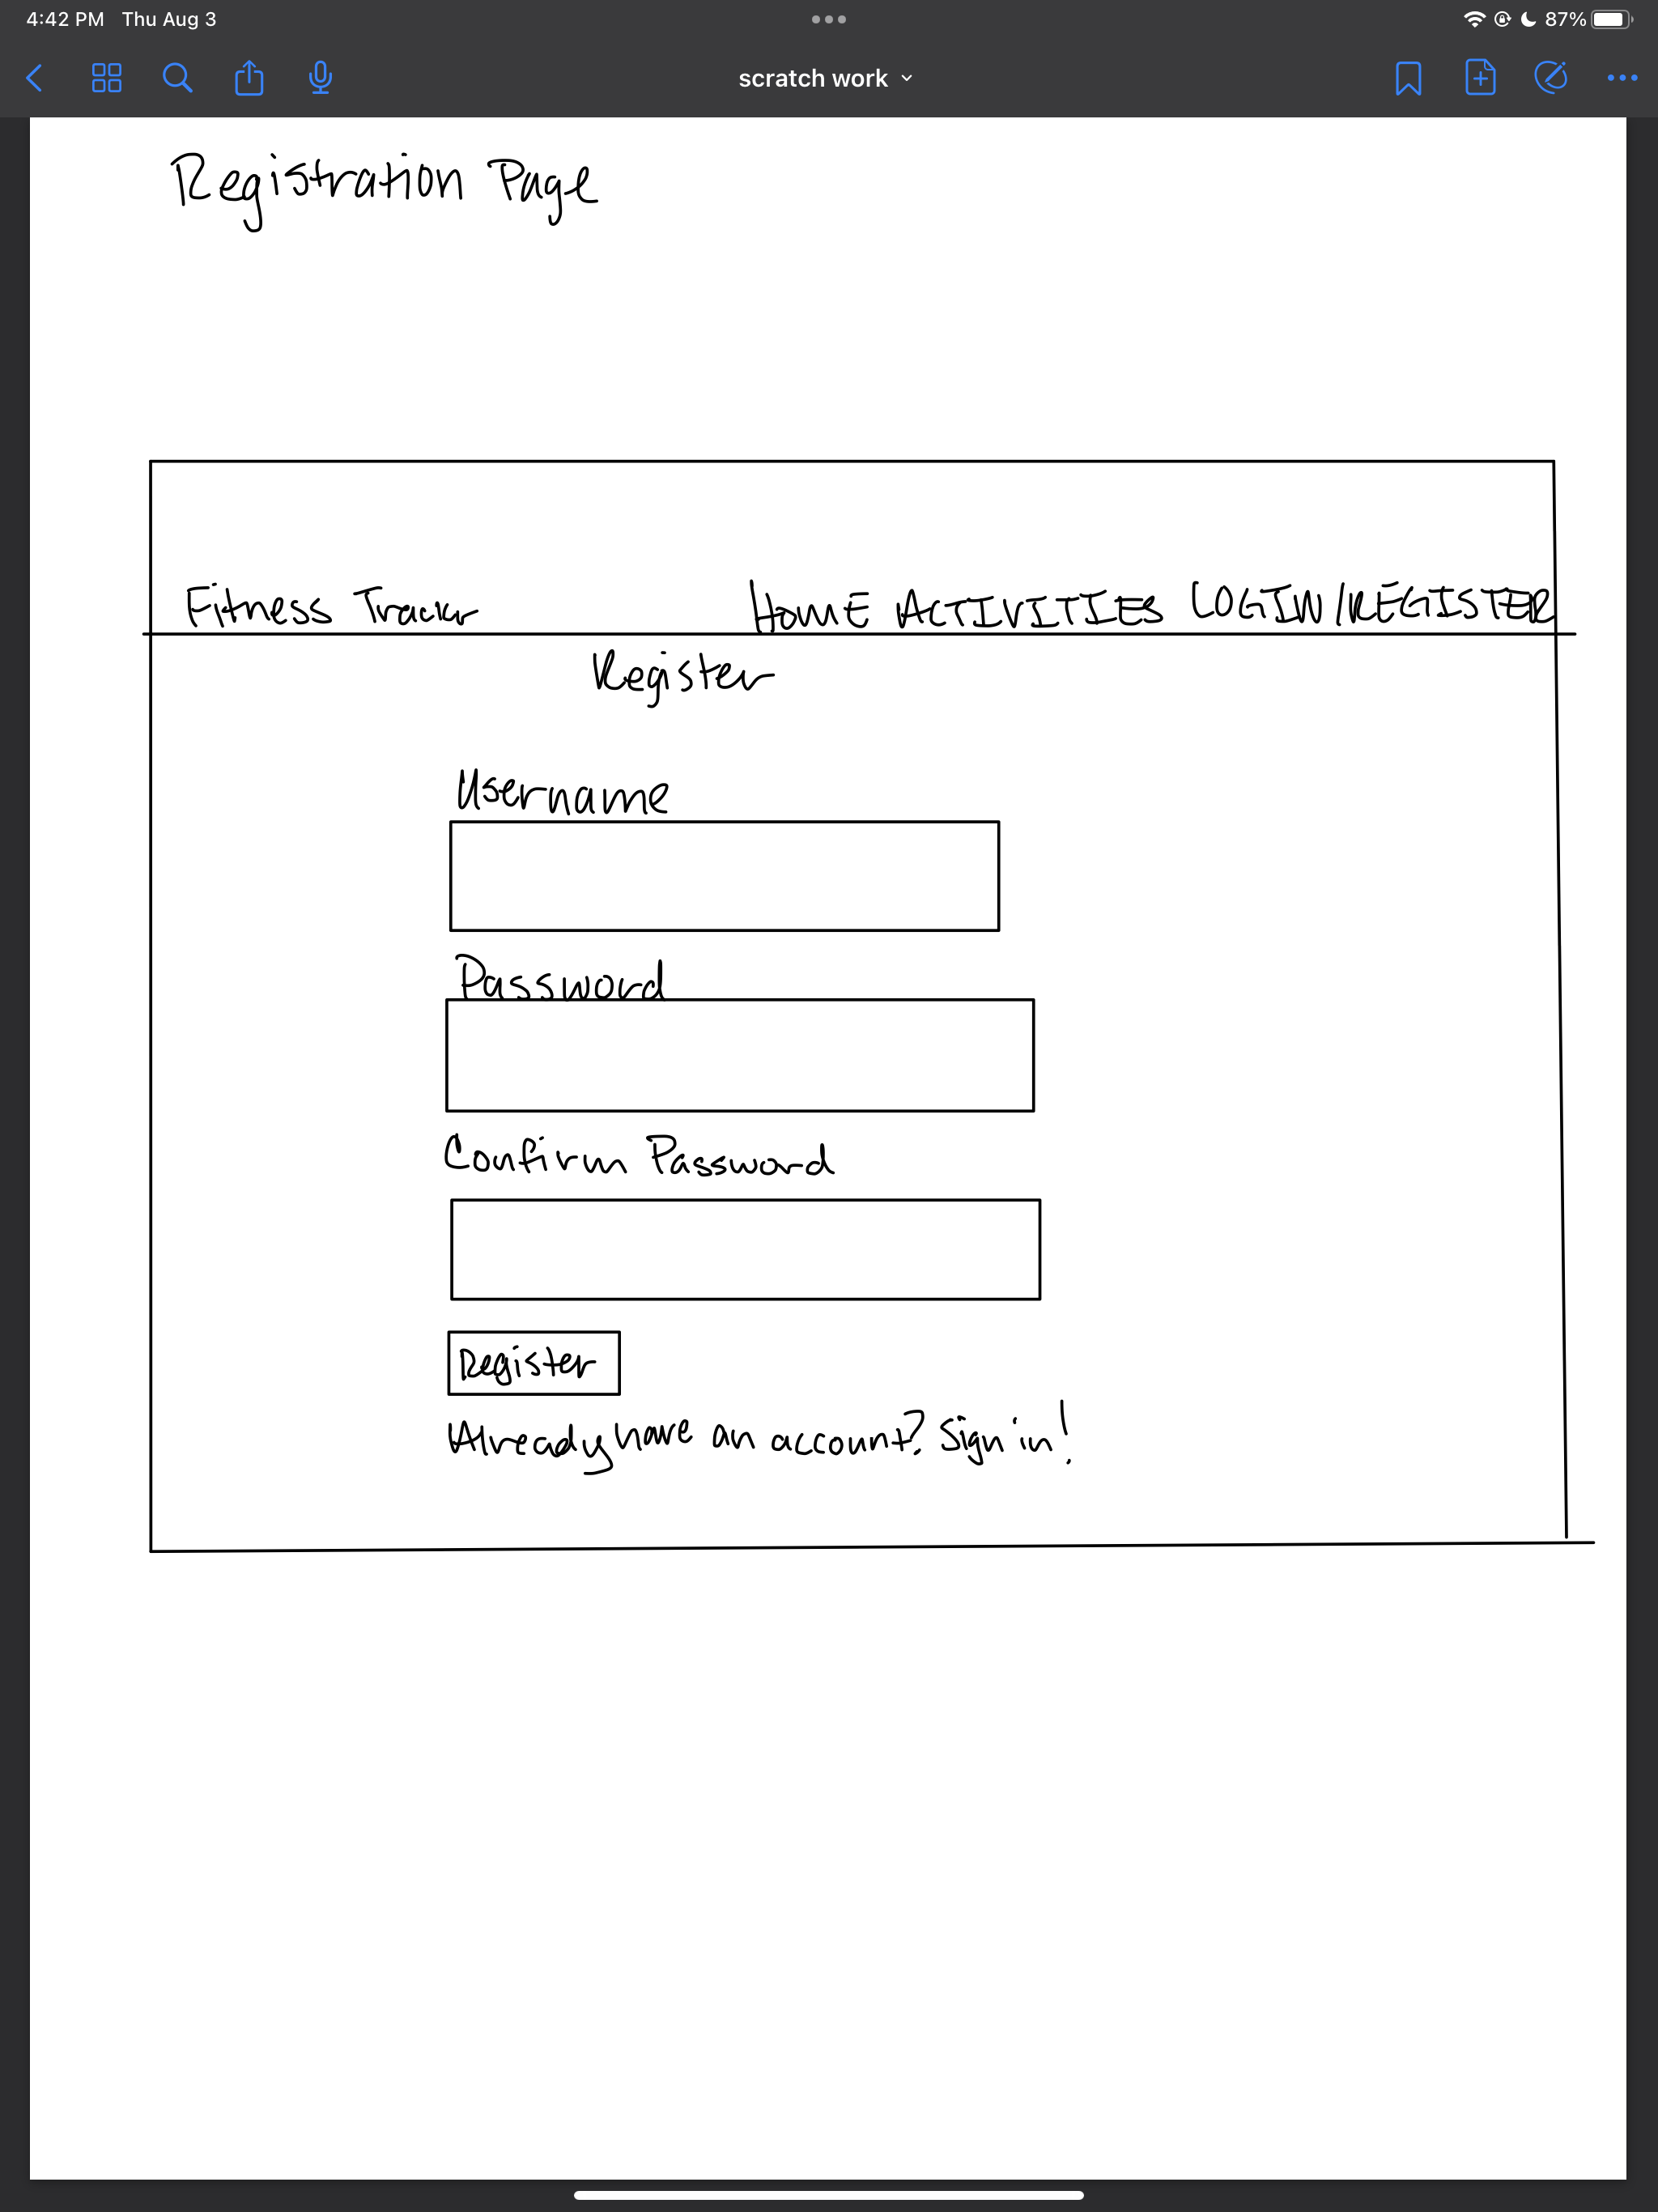 4:42 PM Thu Aug 3 87%
scratch work
Registration Page
Fitness Trac HOME ACTIVITIES LOGIN/REGISTER
Register
Username
Password
Confirm Password
Register
Already have an account? Sign in!